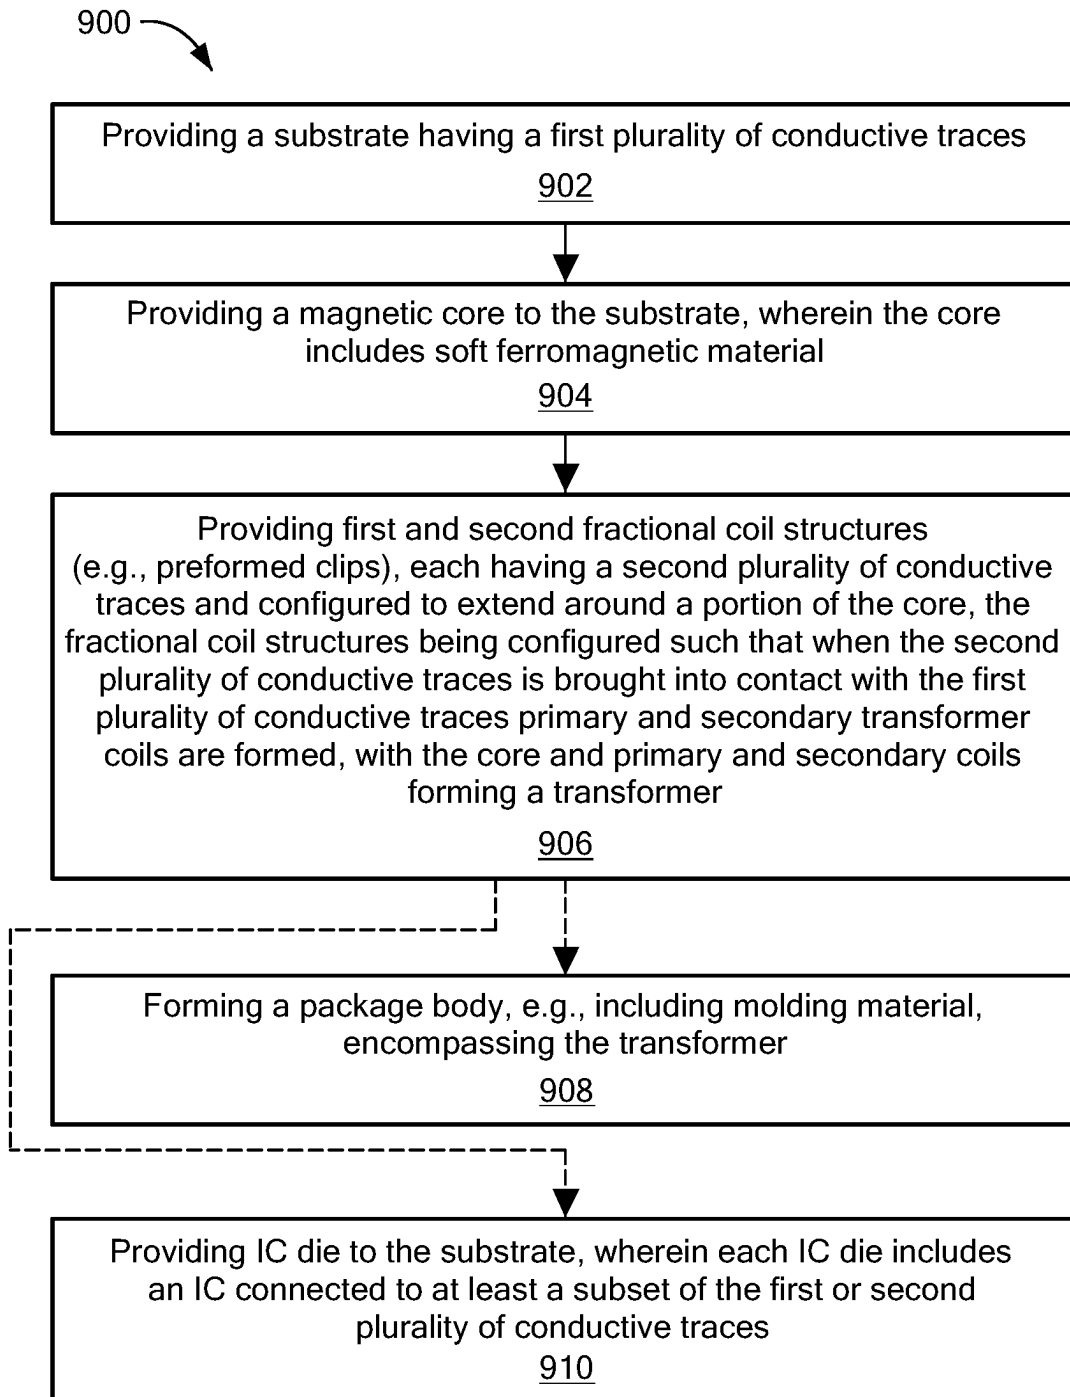 900
Providing a substrate having a first plurality of conductive traces
902
Providing a magnetic core to the substrate, wherein the core
includes soft ferromagnetic material
904
Providing first and second fractional coil structures
(e.g., preformed clips), each having a second plurality of conductive
traces and configured to extend around a portion of the core, the
fractional coil structures being configured such that when the second
plurality of conductive traces is brought into contact with the first
plurality of conductive traces primary and secondary transformer
coils are formed, with the core and primary and secondary coils
forming a transformer
906
Forming a package body, e.g., including molding material,
encompassing the transformer
908
Providing IC die to the substrate, wherein each IC die includes
an IC connected to at least a subset of the first or second
plurality of conductive traces
910